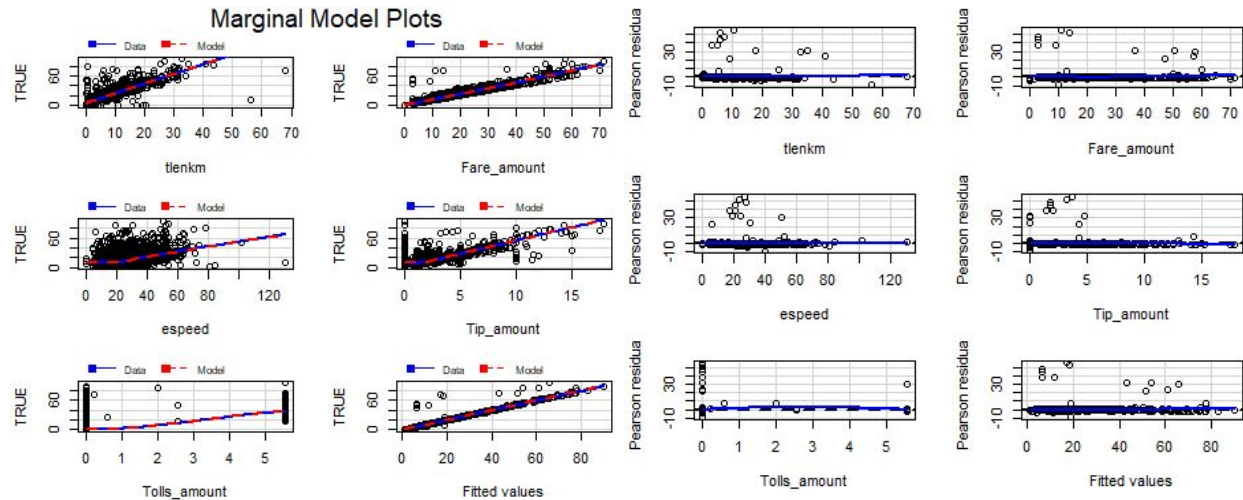 Marginal Model Plots
Data Model
TRUE
0 60
0 10 20 30 40 50 60 70
tlenkm
Data Model
TRUE
0 60
0 10 20 30 40 50 60 70
Fare_amount
Pearson residua
-10 30
0 10 20 30 40 50 60 70
tlenkm
Pearson residua
-10 30
0 10 20 30 40 50 60 70
Fare_amount
Data Model
TRUE
0 60
0 20 40 60 80 120
espeed
Data Model
TRUE
0 60
0 5 10 15
Tip_amount
Pearson residua
-10 30
0 20 40 60 80 100 120
espeed
Pearson residua
-10 30
0 5 10 15
Tip_amount
Data Model
TRUE
0 60
0 1 2 3 4 5
Tolls_amount
Data Model
TRUE
0 60
0 20 40 60 80
Fitted values
Pearson residua
-10 30
0 1 2 3 4 5
Tolls_amount
Pearson residua
-10 30
0 20 40 60 80
Fitted values